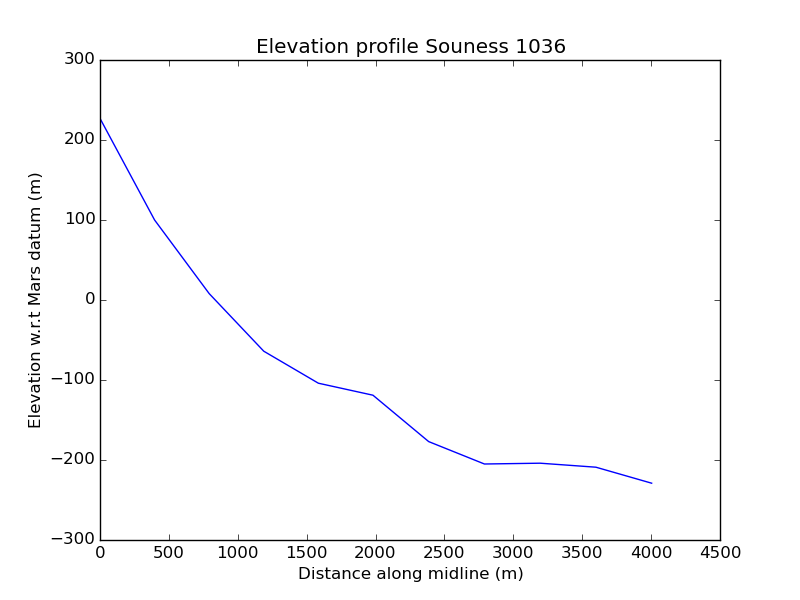 Elevation profile Souness 1036
300
200
100
0
−100
−200
−300
Elevation w.r.t Mars datum (m)
0 500 1000 1500 2000 2500 3000 3500 4000 4500
Distance along midline (m)